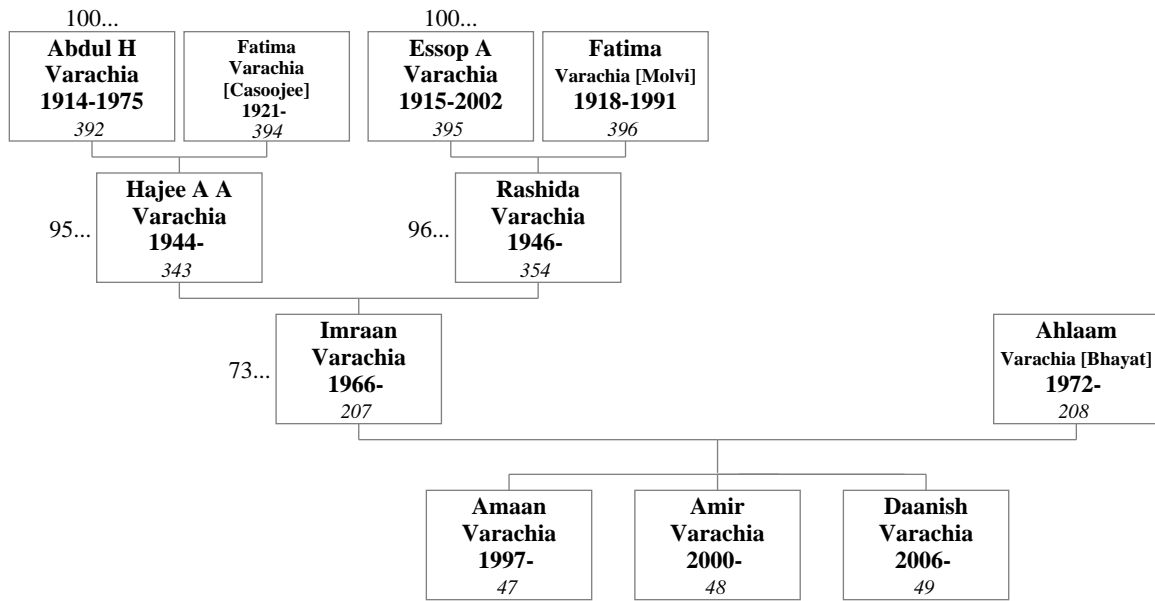 100...
100...
Abdul H
Varachia
1914-1975
392
Fatima
Varachia
[Casoojee]
1921-
394
Essop A
Varachia
1915-2002
395
Fatima
Varachia [Molvi]
1918-1991
396
95...
Hajee A A
Varachia
1944-
343
96...
Rashida
Varachia
1946-
354
73...
Imraan
Varachia
1966-
207
Ahlaam
Varachia [Bhayat]
1972-
208
Amaan
Varachia
1997-
47
Amir
Varachia
2000-
48
Daanish
Varachia
2006-
49